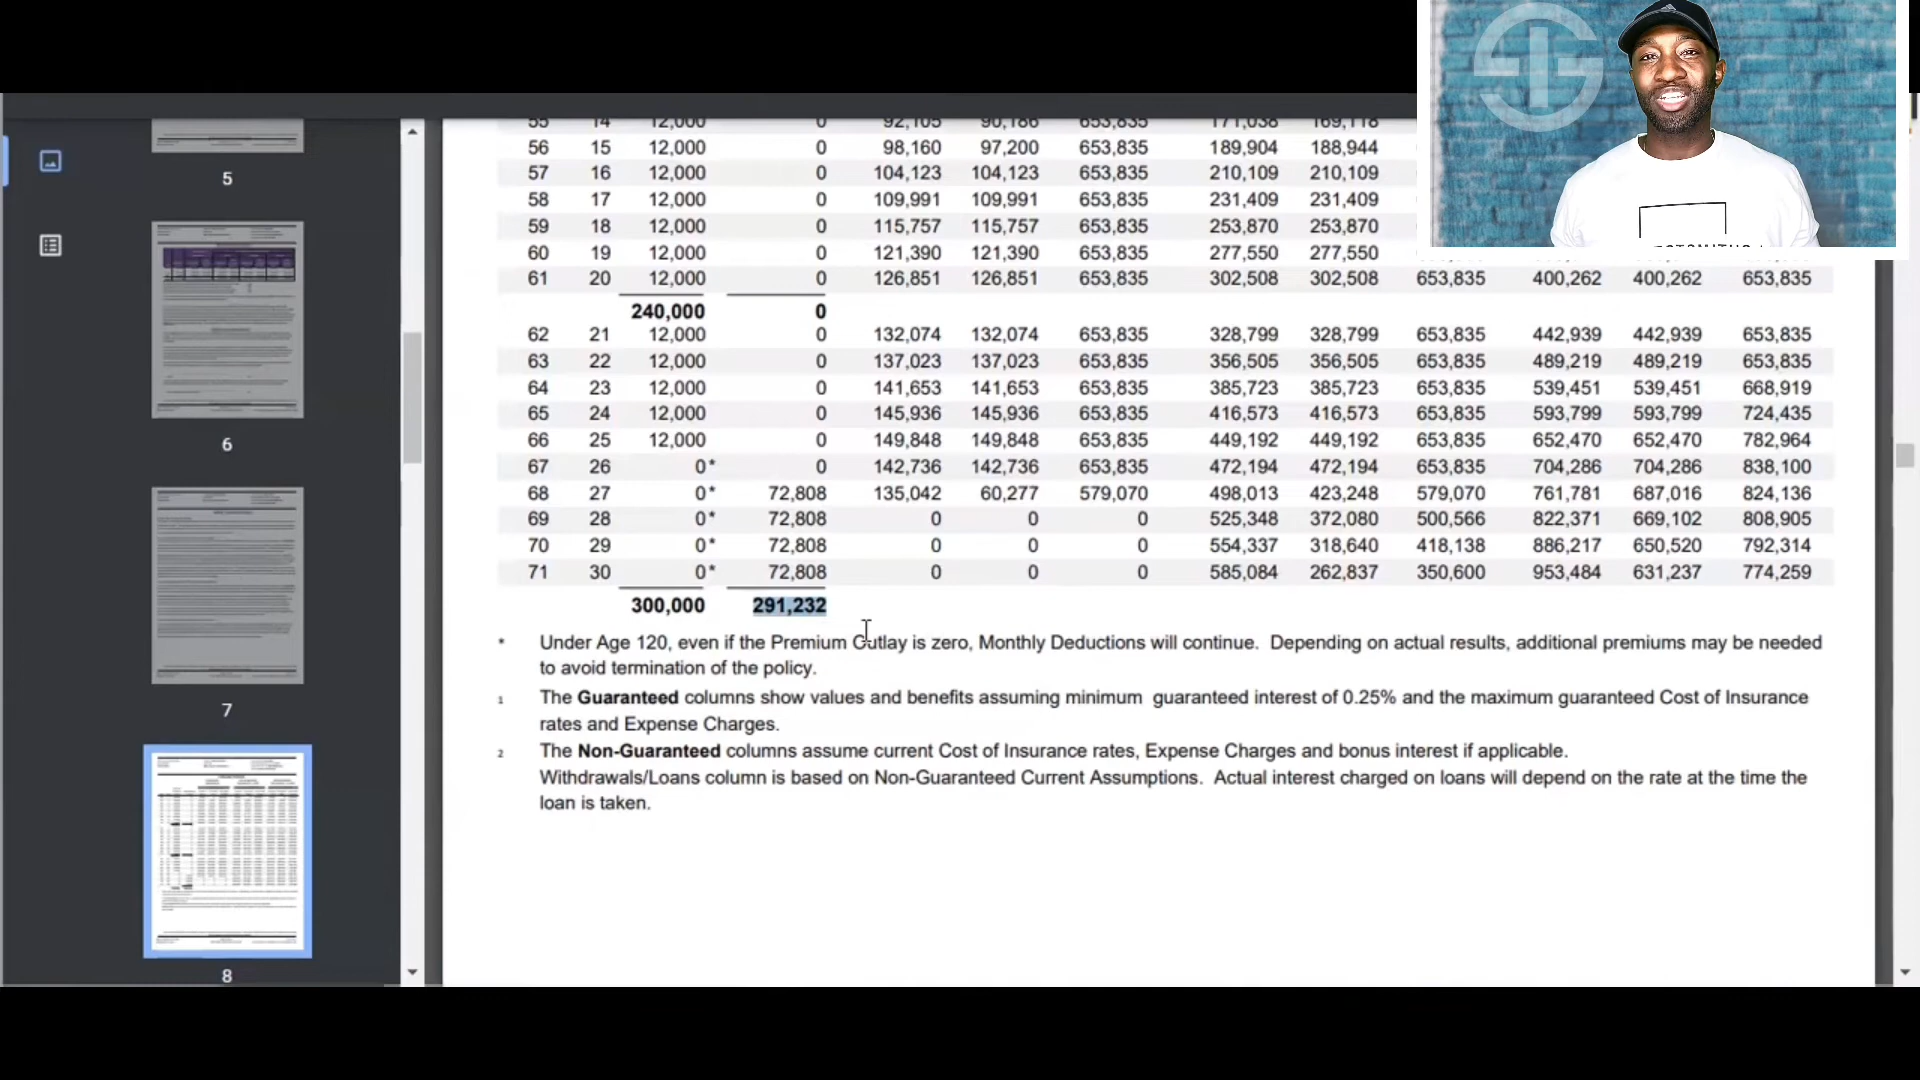 5
6
7
8
55 14 12,000 0 92,105 90,186 653,835 171,038 169,118
56 15 12,000 0 98,160 97,200 653,835 189,904 188,944
57 16 12,000 0 104,123 104,123 653,835 210,109 210,109
58 17 12,000 0 109,991 109,991 653,835 231,409 231,409
59 18 12,000 0 115,757 115,757 653,835 253,870 253,870
60 19 12,000 0 121,390 121,390 653,835 277,550 277,550
61 20 12,000 0 126,851 126,851 653,835 302,508 302,508 653,835 400,262 400,262 653,835
240,000 0
62 21 12,000 0 132,074 132,074 653,835 328,799 328,799 653,835 442,939 442,939 653,835
63 22 12,000 0 137,023 137,023 653,835 356,505 356,505 653,835 489,219 489,219 653,835
64 23 12,000 0 141,653 141,653 653,835 385,723 385,723 653,835 539,451 539,451 668,919
65 24 12,000 0 145,936 145,936 653,835 416,573 416,573 653,835 593,799 593,799 724,435
66 25 12,000 0 149,848 149,848 653,835 449,192 449,192 653,835 652,470 652,470 782,964
67 26 0* 0 142,736 142,736 653,835 472,194 472,194 653,835 704,286 704,286 838,100
68 27 0* 72,808 135,042 60,277 579,070 498,013 423,248 579,070 761,781 687,016 824,136
69 28 0* 72,808 0 0 0 525,348 372,080 500,566 822,371 669,102 808,905
70 29 0* 72,808 0 0 0 554,337 318,640 418,138 886,217 650,520 792,314
71 30 0* 72,808 0 0 0 585,084 262,837 350,600 953,484 631,237 774,259
300,000 291,232
* Under Age 120, even if the Premium Outlay is zero, Monthly Deductions will continue. Depending on actual results, additional premiums may be needed
to avoid termination of the policy.
1 The Guaranteed columns show values and benefits assuming minimum guaranteed interest of 0.25% and the maximum guaranteed Cost of Insurance
rates and Expense Charges.
2 The Non-Guaranteed columns assume current Cost of Insurance rates, Expense Charges and bonus interest if applicable.
Withdrawals/Loans column is based on Non-Guaranteed Current Assumptions. Actual interest charged on loans will depend on the rate at the time the
loan is taken.